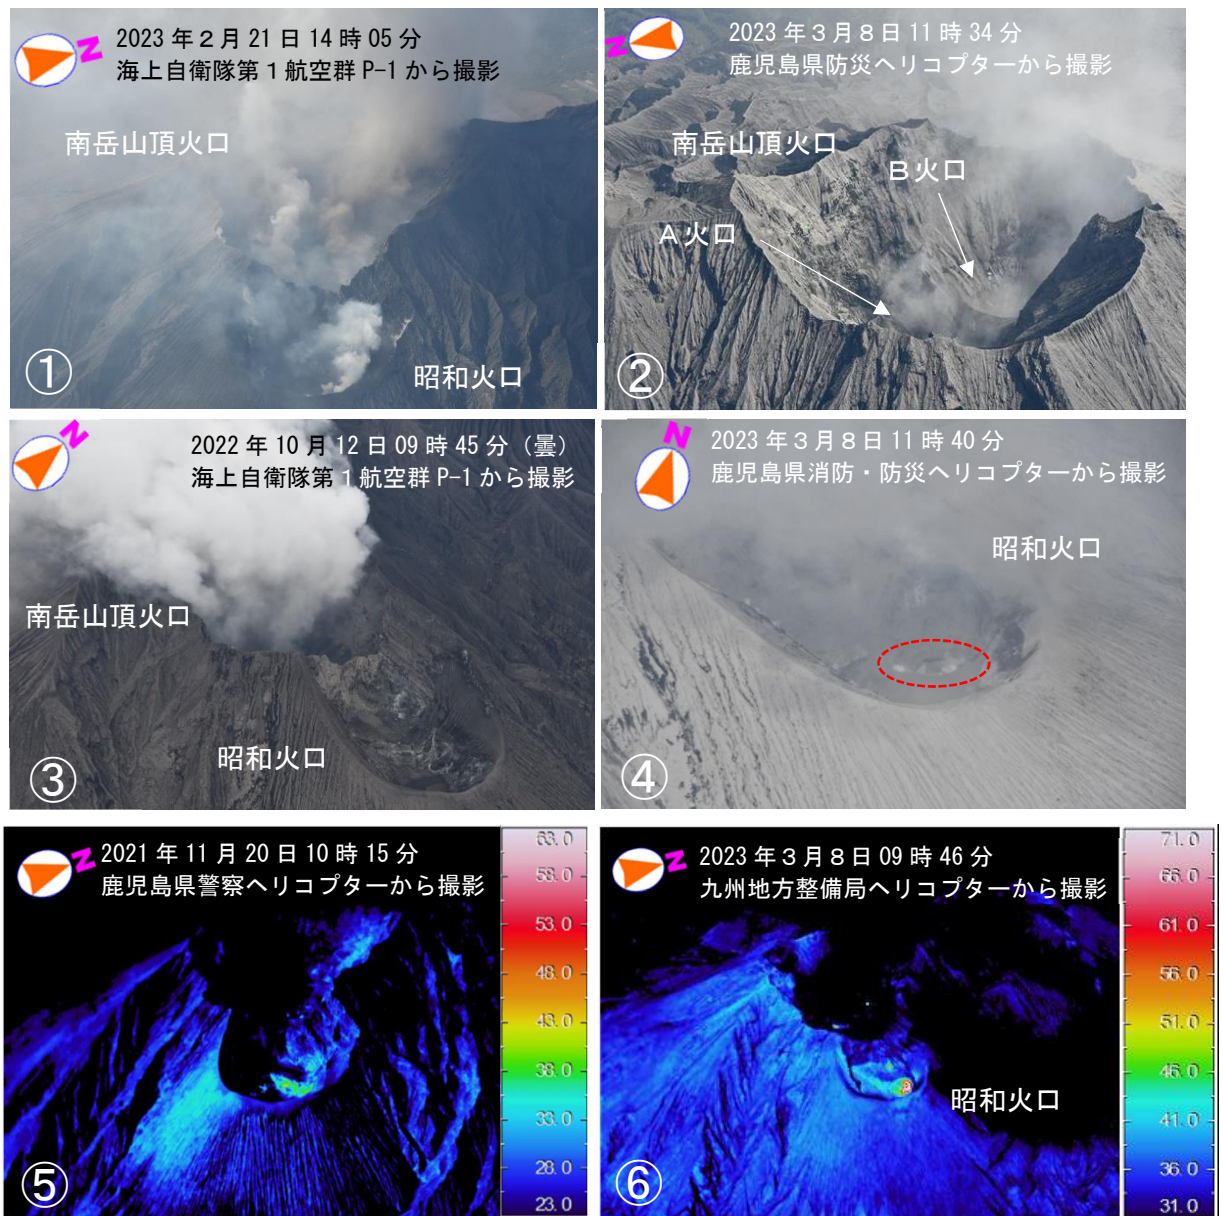 N
2023年2月21日14時05分
海上自衛隊第1航空群P-1から撮影
南岳山頂火口
昭和火口
①
N
2023年3月8日11時34分
鹿児島県防災ヘリコプターから撮影
南岳山頂火口
B火口
A火口
②
N
2022年10月12日09時45分（曇）
海上自衛隊第1航空群P-1から撮影
南岳山頂火口
昭和火口
③
N
2023年3月8日11時40分
鹿児島県消防・防災ヘリコプターから撮影
昭和火口
④
N
2021年11月20日10時15分
鹿児島県警察ヘリコプターから撮影
63.0
58.0
53.0
48.0
43.0
38.0
33.0
28.0
23.0
⑤
N
2023年3月8日09時46分
九州地方整備局ヘリコプターから撮影
昭和火口
71.0
66.0
61.0
56.0
51.0
46.0
41.0
36.0
31.0
⑥